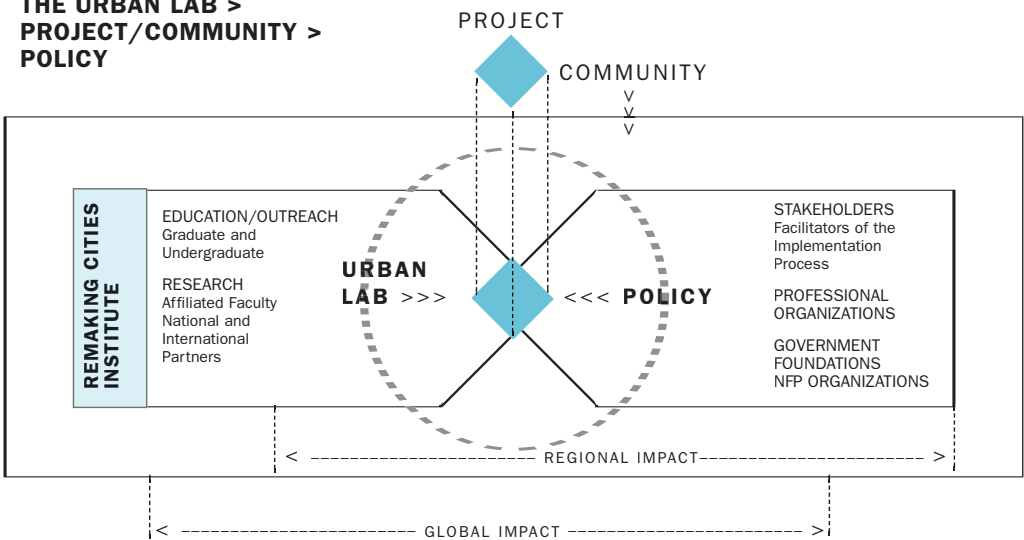 THE URBAN LAB >
PROJECT/COMMUNITY >
POLICY
PROJECT
COMMUNITY
REMAKING CITIES
INSTITUTE
EDUCATION/OUTREACH
Graduate and
Undergraduate
RESEARCH
Affiliated Faculty
National and
International
Partners
URBAN
LAB >>>
<<< POLICY
STAKEHOLDERS
Facilitators of the
Implementation
Process
PROFESSIONAL
ORGANIZATIONS
GOVERNMENT
FOUNDATIONS
NFP ORGANIZATIONS
REGIONAL IMPACT
GLOBAL IMPACT